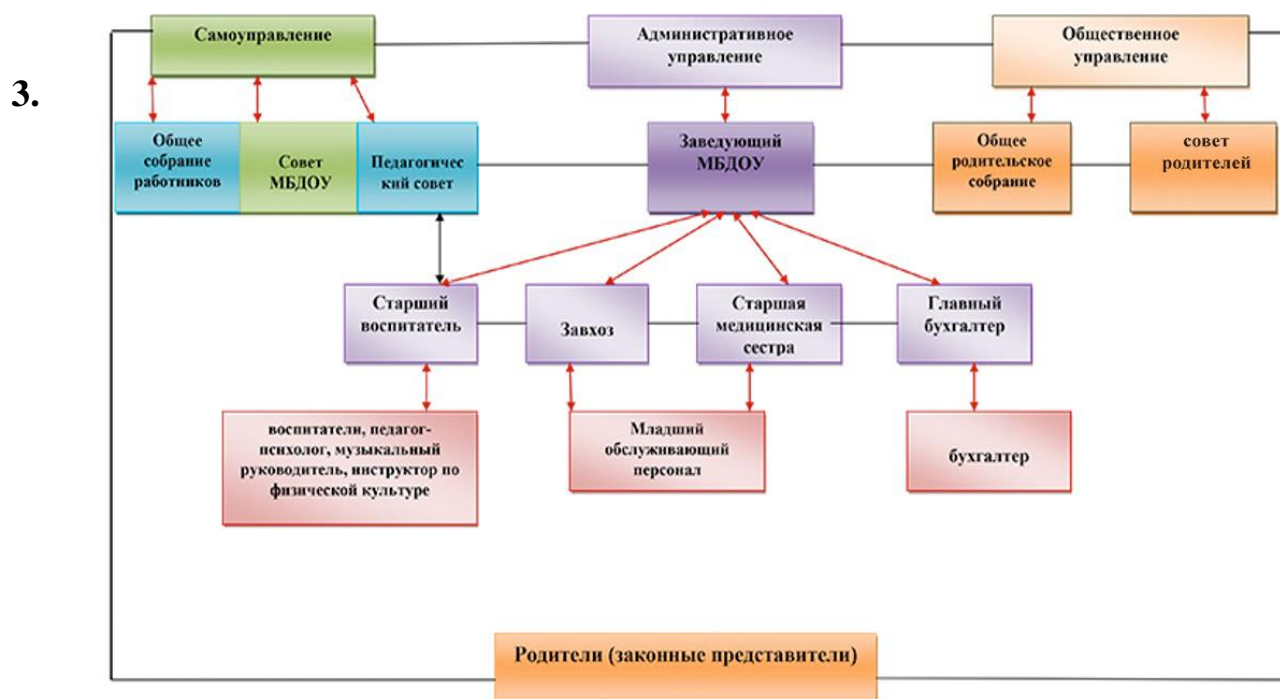 3.
Самоуправление
Административное
управление
Общественное
управление
Общее
собрание
работников
Совет
МБДОУ
Педагогичес
кий совет
Заведующий
МБДОУ
Общее
родительское
собрание
совет
родителей
Старший
воспитатель
Завхоз
Старшая
медицинская
сестра
Главный
бухгалтер
воспитатели, педагог-
психолог, музыкальный
руководитель, инструктор по
физической культуре
Младший
обслуживающий
персонал
бухгалтер
Родители (законные представители)